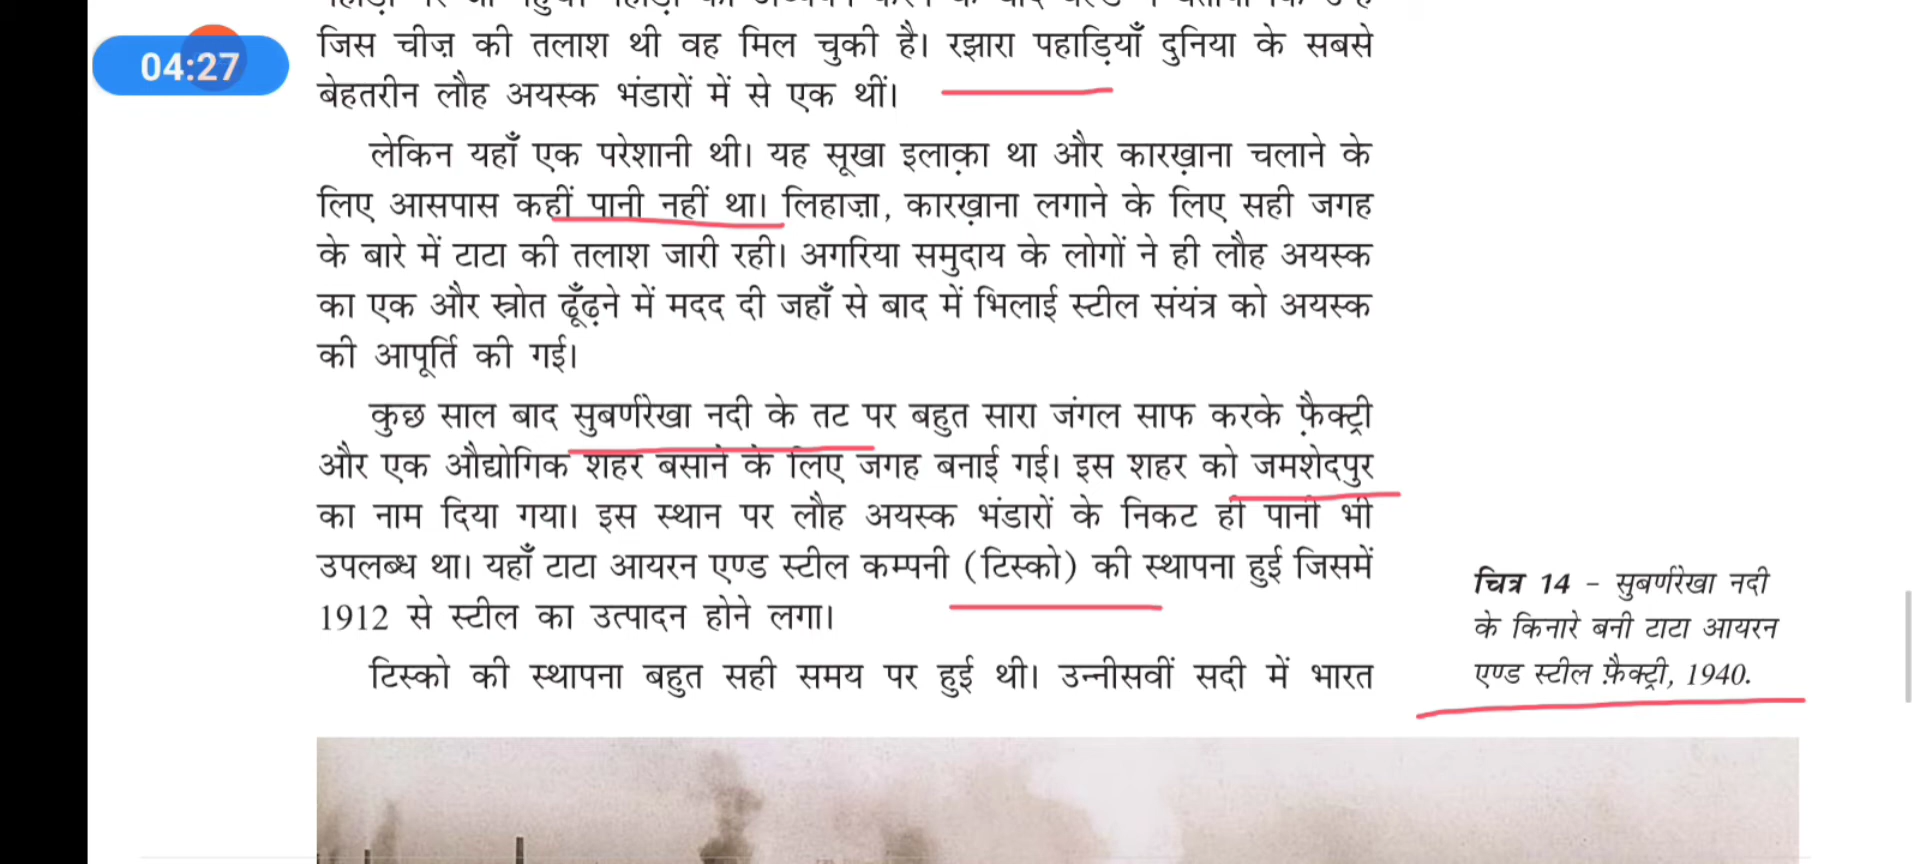 04:27
जिस चीज़ की तलाश थी वह मिल चुकी है। रझारा पहाड़ियाँ दुनिया के सबसे
बेहतरीन लौह अयस्क भंडारों में से एक थीं।
लेकिन यहाँ एक परेशानी थी। यह सूखा इलाक़ा था और कारख़ाना चलाने के
लिए आसपास कहीं पानी नहीं था। लिहाज़ा, कारख़ाना लगाने के लिए सही जगह
के बारे में टाटा की तलाश जारी रही। अगरिया समुदाय के लोगों ने ही लौह अयस्क
का एक और स्रोत ढूँढ़ने में मदद दी जहाँ से बाद में भिलाई स्टील संयंत्र को अयस्क
की आपूर्ति की गई।
कुछ साल बाद सुबर्णरेखा नदी के तट पर बहुत सारा जंगल साफ करके फ़ैक्ट्री
और एक औद्योगिक शहर बसाने के लिए जगह बनाई गई। इस शहर को जमशेदपुर
का नाम दिया गया। इस स्थान पर लौह अयस्क भंडारों के निकट ही पानी भी
उपलब्ध था। यहाँ टाटा आयरन एण्ड स्टील कम्पनी (टिस्को) की स्थापना हुई जिसमें
1912 से स्टील का उत्पादन होने लगा।
टिस्को की स्थापना बहुत सही समय पर हुई थी। उन्नीसवीं सदी में भारत
चित्र 14 – सुबर्णरेखा नदी
के किनारे बनी टाटा आयरन
एण्ड स्टील फ़ैक्ट्री, 1940.